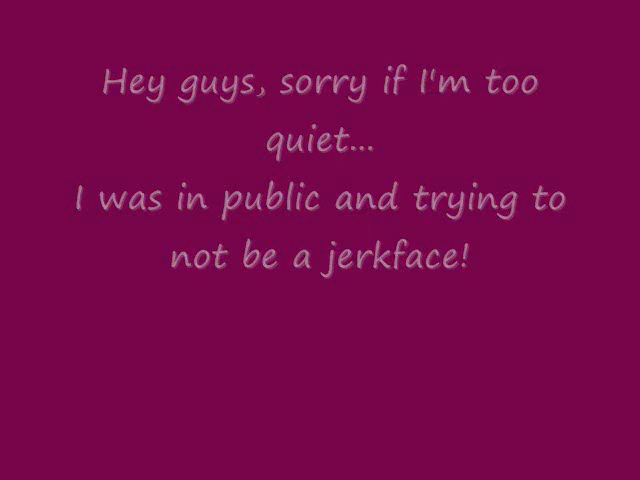 Hey guys, sorry if I'm too
quiet...
I was in public and trying to
not be a jerkface!